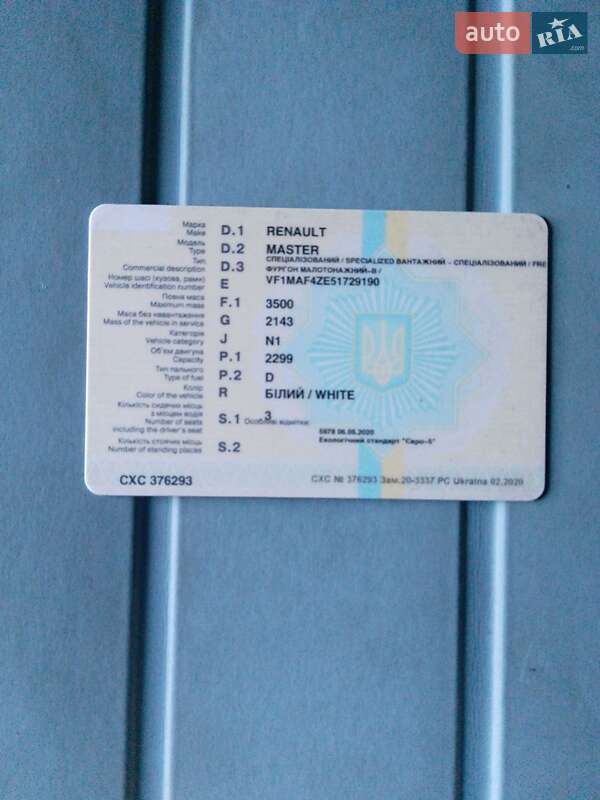 auto RIA .com
Марка D.1 RENAULT
Make
Модель D.2 MASTER
Type
Тип СПЕЦІАЛІЗОВАНИЙ / SPECIALIZED ВАНТАЖНИЙ - СПЕЦІАЛІЗОВАНИЙ / FRE
Commercial description D.3 ФУРГОН МАЛОТОНАЖНИЙ-В /
Номер шасі (кузова, рами) E VF1MAF4ZE51729190
Vehicle identification number
Повна маса F.1 3500
Maximum mass
Маса без навантаження G 2143
Mass of the vehicle in service
Категорія J N1
Vehicle category
Об'єм двигуна P.1 2299
Capacity
Тип пального P.2 D
Type of fuel
Колір R БІЛИЙ / WHITE
Color of the vehicle
Кількість сидячих місць
з місцем водія S.1 3
Number of seats Особливі відмітки:
including the driver's seat 06.08.2020
Кількість стоячих місць S.2 Екологічний стандарт "Євро-5"
Number of standing places
СХС 376293 СХС № 376293 Зам.20-3337 РС Ukraina 02.2020